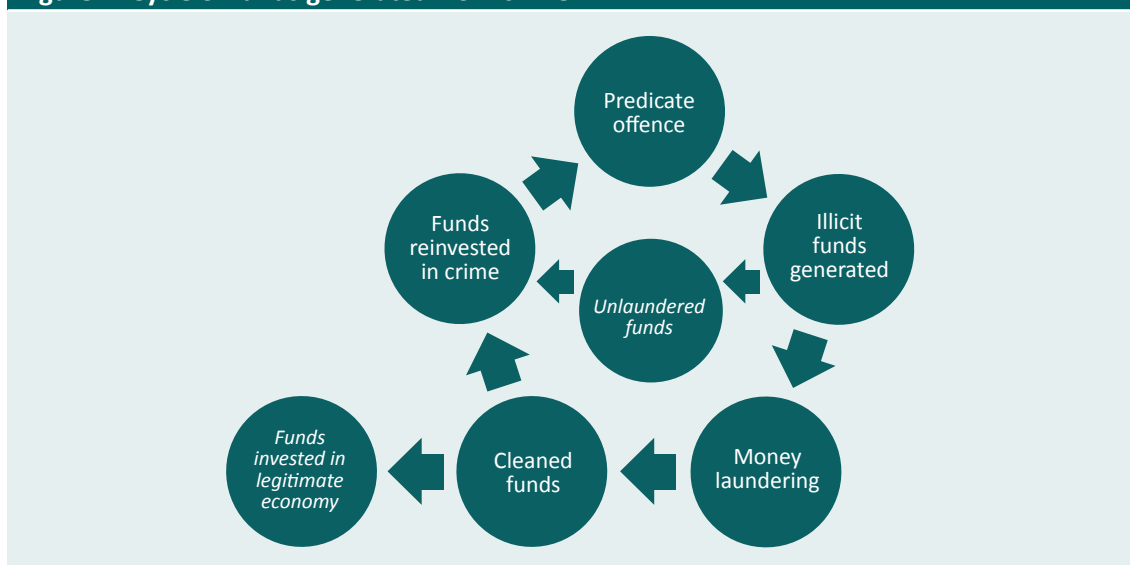 Predicate
offence
Funds
reinvested
in crime
Illicit
funds
generated
Unlaundered
funds
Funds
invested in
legitimate
economy
Cleaned
funds
Money
laundering